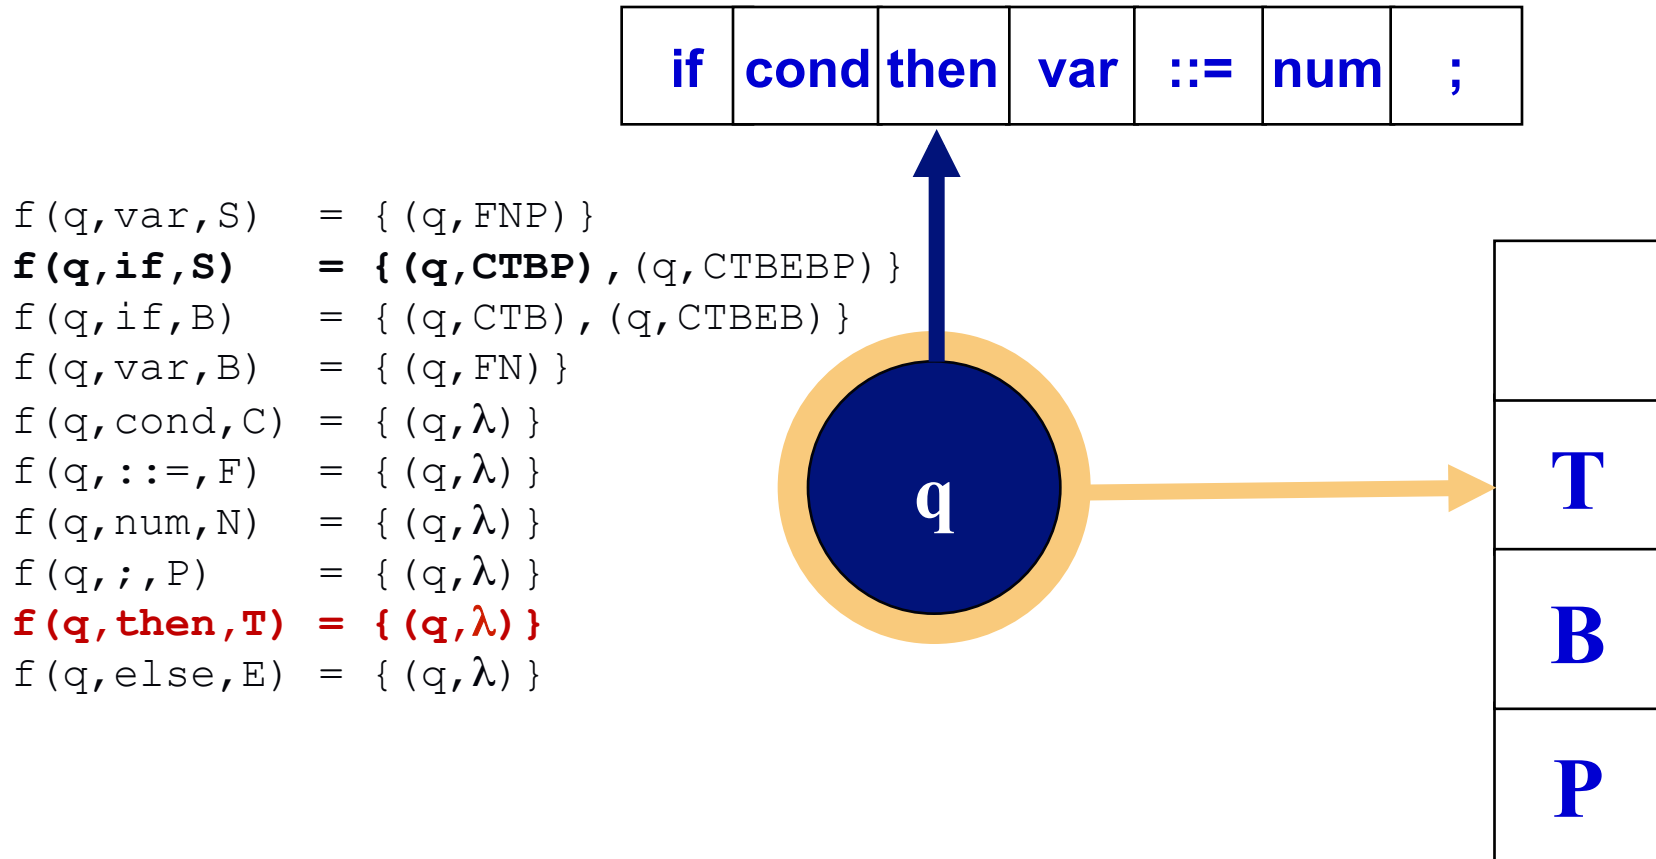 if cond then var ::= num ;
f(q,var,S) = {(q,FNP)}
f(q,if,S) = {(q,CTBP),(q,CTBEBP)}
f(q,if,B) = {(q,CTB),(q,CTBEB)}
f(q,var,B) = {(q,FN)}
f(q,cond,C) = {(q,λ)}
f(q,::=,F) = {(q,λ)}
f(q,num,N) = {(q,λ)}
f(q,;,P) = {(q,λ)}
f(q,then,T) = {(q,λ)}
f(q,else,E) = {(q,λ)}
q
T
B
P